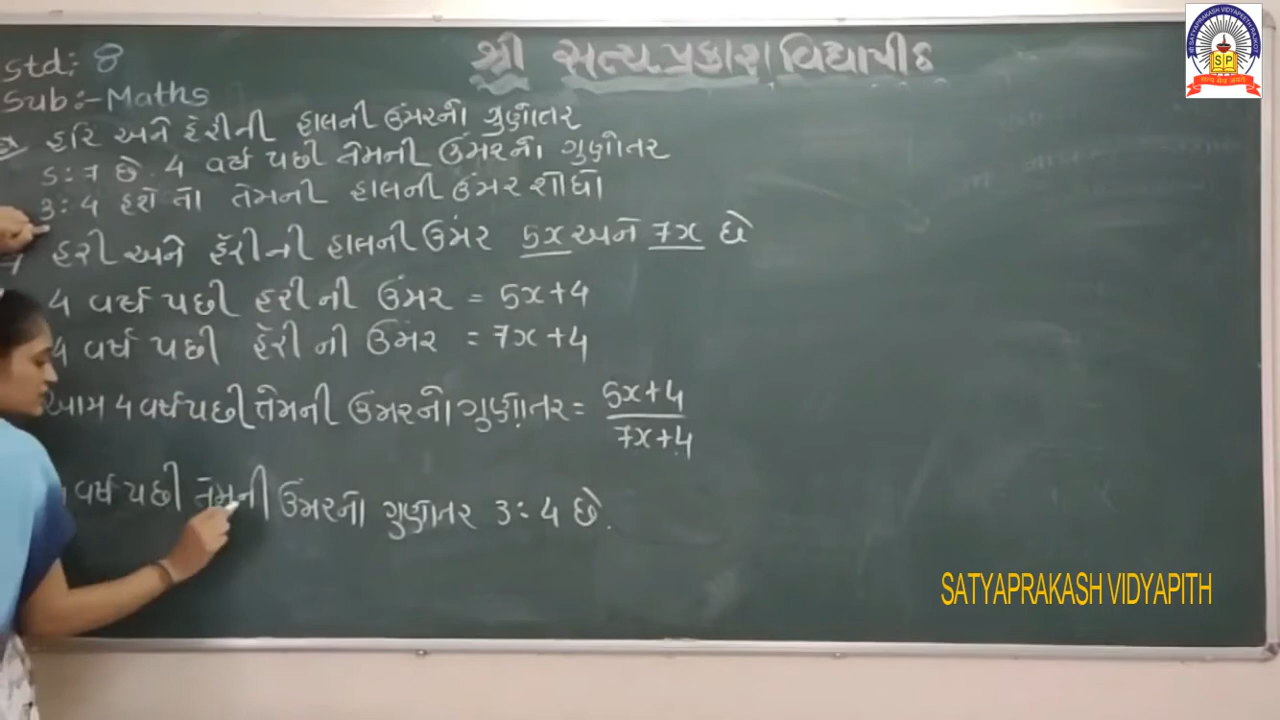 શ્રી સત્યપ્રકાશ વિદ્યાપીઠ
Std: 8
Sub:- Maths
હરિ અને હેરીની હાલની ઉંમરનો ગુણોતર
5:7 છે. 4 વર્ષ પછી તેમની ઉંમરનો ગુણોતર
3:4 હશે તો તેમની હાલની ઉંમર શોધો
હરી અને હેરીની હાલની ઉંમર 5x અને 7x છે
4 વર્ષ પછી હરી ની ઉંમર = 5x+4
4 વર્ષ પછી હેરી ની ઉંમર = 7x+4
આમ 4 વર્ષ પછી તેમની ઉંમરનો ગુણોતર = 5x+4 / 7x+4
વર્ષ પછી તેમની ઉંમરનો ગુણોતર 3:4 છે.
SP
SATYAPRAKASH VIDYAPITH